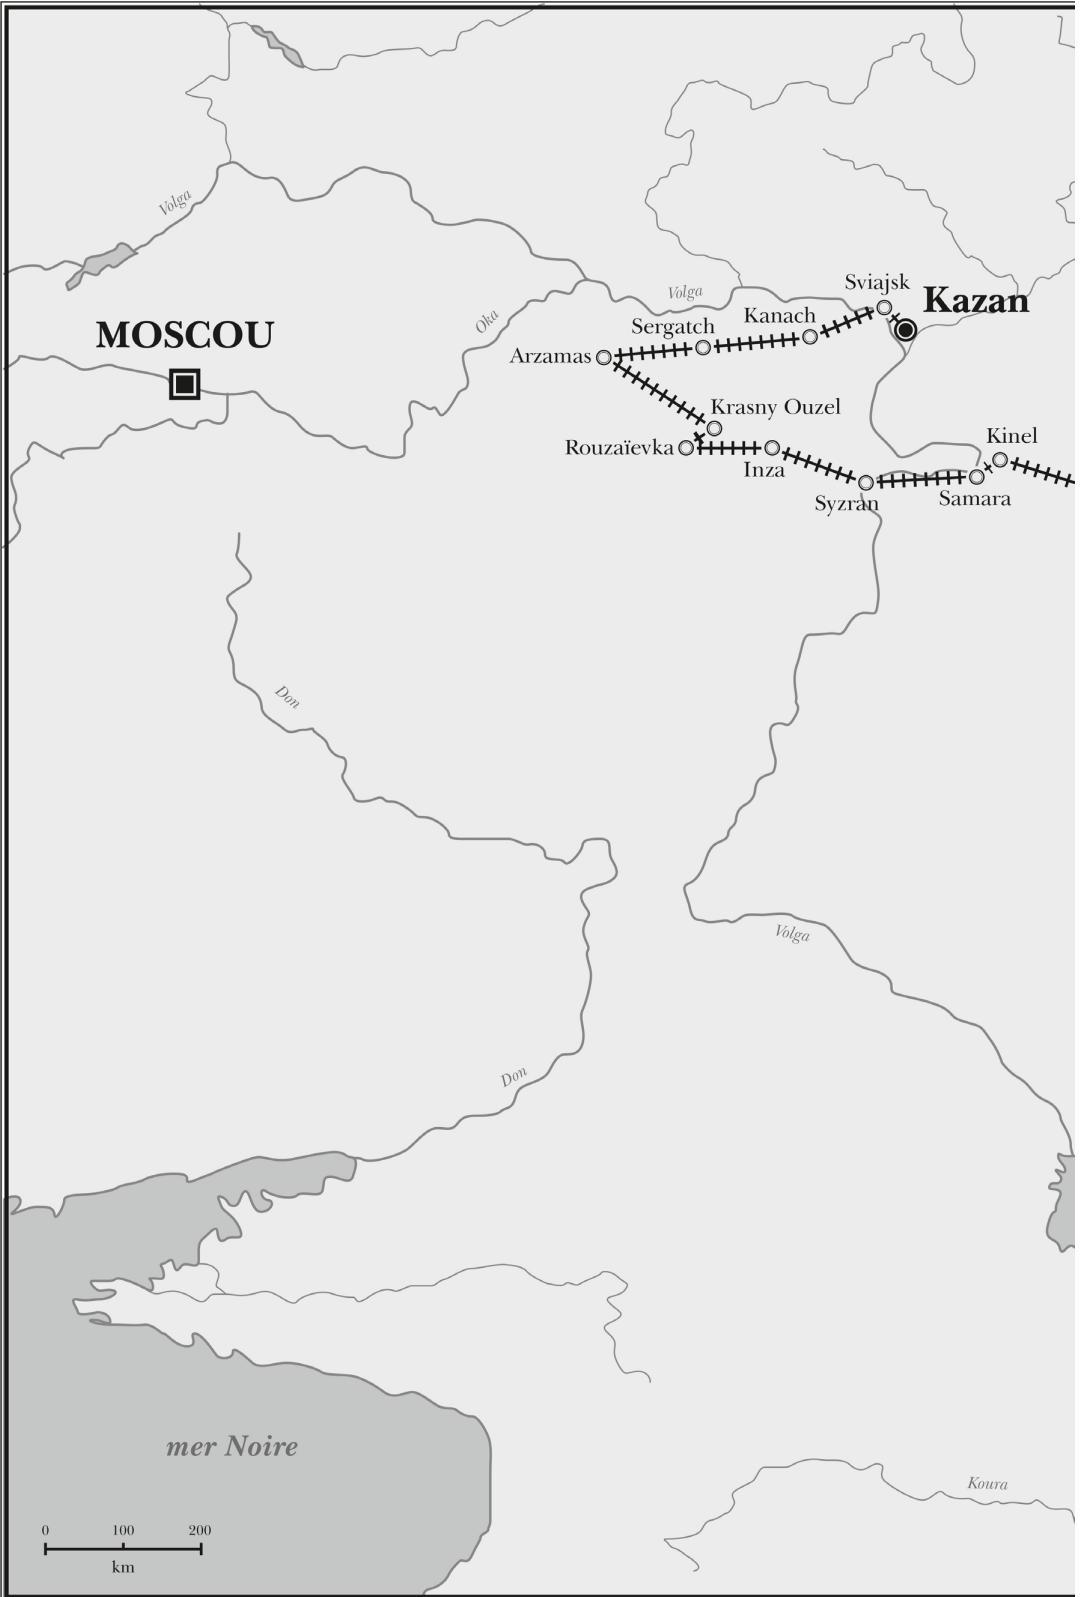 Volga
MOSCOU
Oka
Volga
Sviajsk
Kazan
Kanach
Sergatch
Arzamas
Krasny Ouzel
Rouzaïevka
Inza
Syzran
Samara
Kinel
Don
Volga
Don
mer Noire
Koura
0 100 200
km